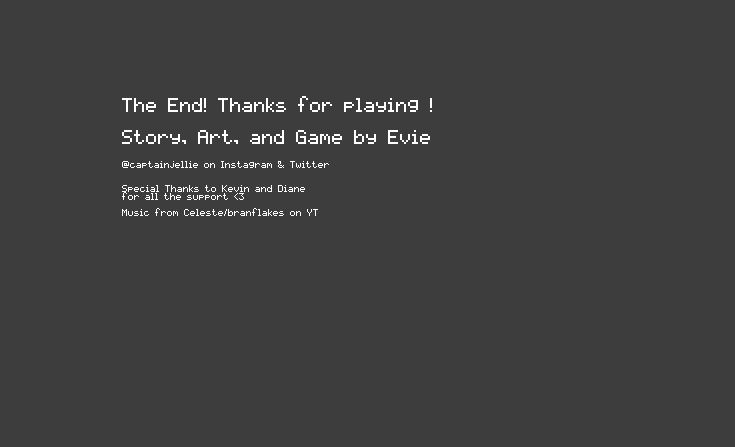 The End! Thanks for playing !
Story, Art, and Game by Evie
@captainjellie on Instagram & Twitter
Special Thanks to Kevin and Diane
for all the support <3
Music from Celeste/branflakes on YT